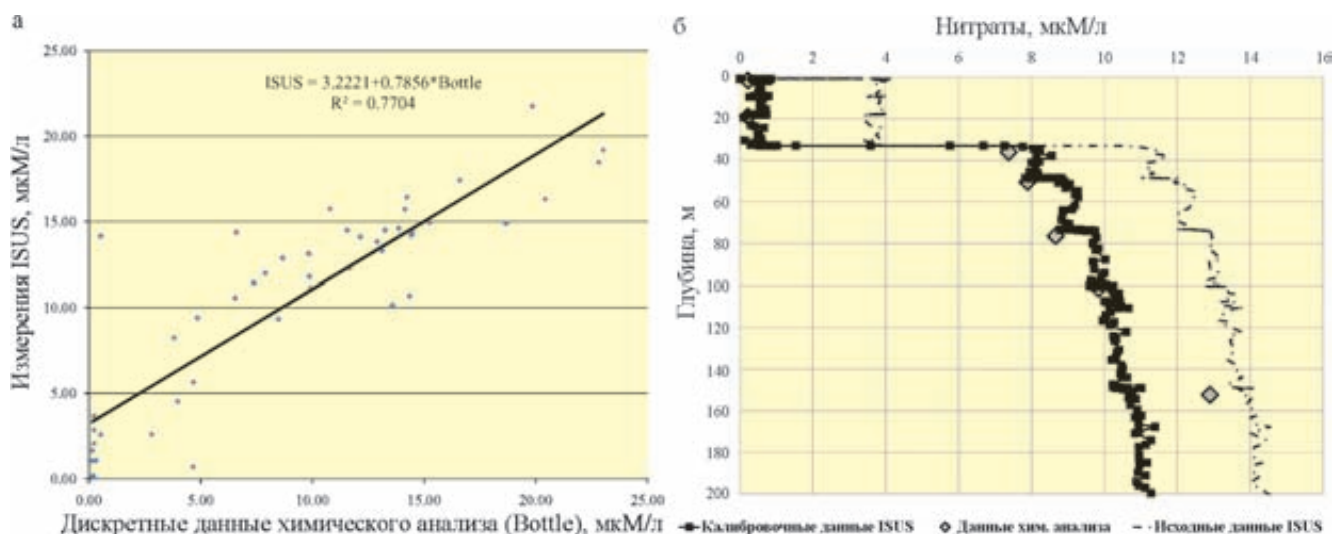 а
25.00
20.00
15.00
10.00
5.00
0.00
0.00 5.00 10.00 15.00 20.00 25.00
ISUS = 3.2221+0.7856*Bottle
R² = 0.7704
Измерения ISUS, мкМ/л
Дискретные данные химического анализа (Bottle), мкМ/л
б
Нитраты, мкМ/л
0 2 4 6 8 10 12 14 16
0
20
40
60
80
100
120
140
160
180
200
Глубина, м
Калибровочные данные ISUS Данные хим. анализа Исходные данные ISUS